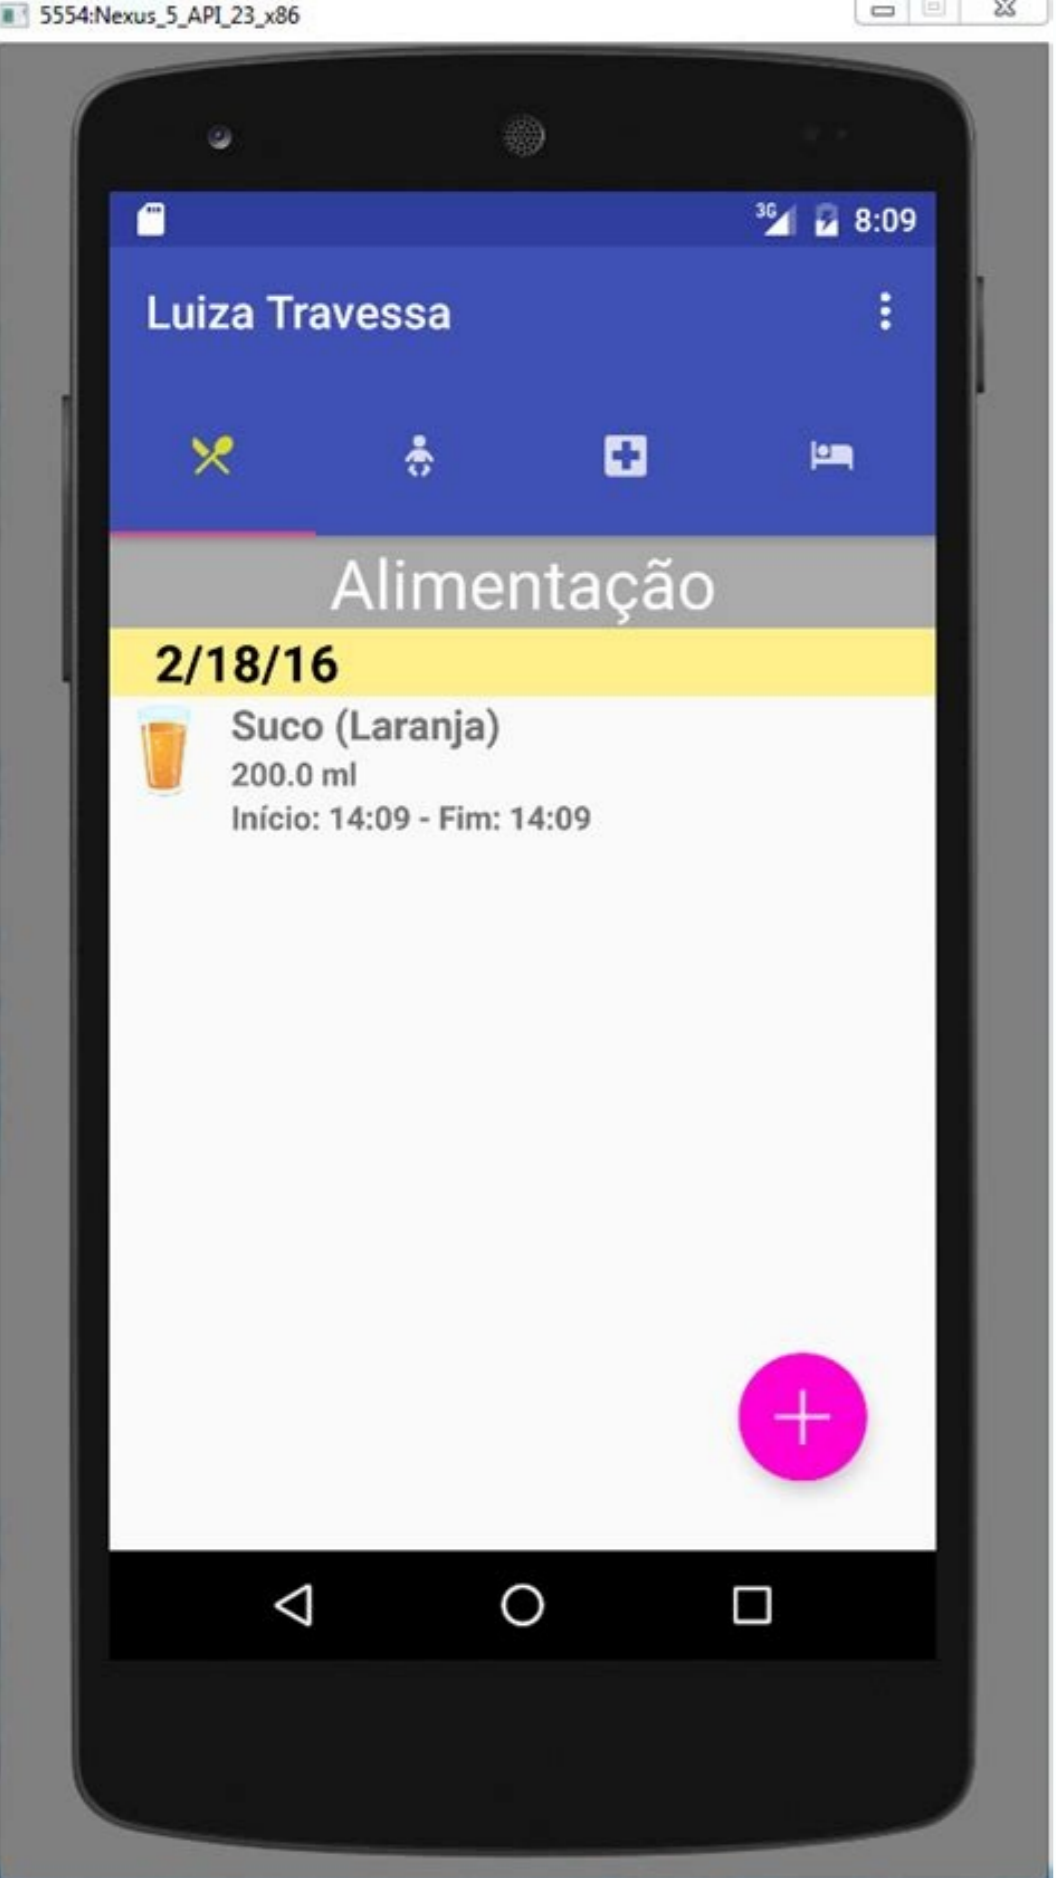 5554:Nexus_5_API_23_x86
3G 8:09
Luiza Travessa
Alimentação
2/18/16
Suco (Laranja)
200.0 ml
Início: 14:09 - Fim: 14:09